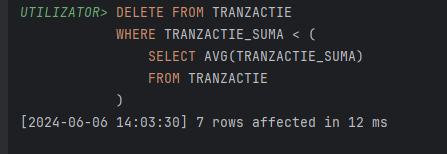 UTILIZATOR> DELETE FROM TRANZACTIE
WHERE TRANZACTIE_SUMA < (
SELECT AVG(TRANZACTIE_SUMA)
FROM TRANZACTIE
)
[2024-06-06 14:03:30] 7 rows affected in 12 ms